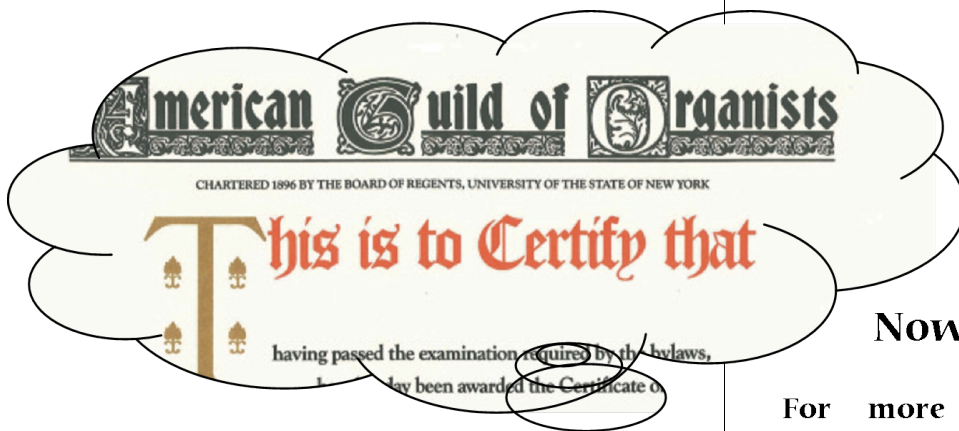 American Guild of Organists
CHARTERED 1896 BY THE BOARD OF REGENTS, UNIVERSITY OF THE STATE OF NEW YORK
This is to Certify that
having passed the examination required by the bylaws,
day been awarded the Certificate of
Now
For more